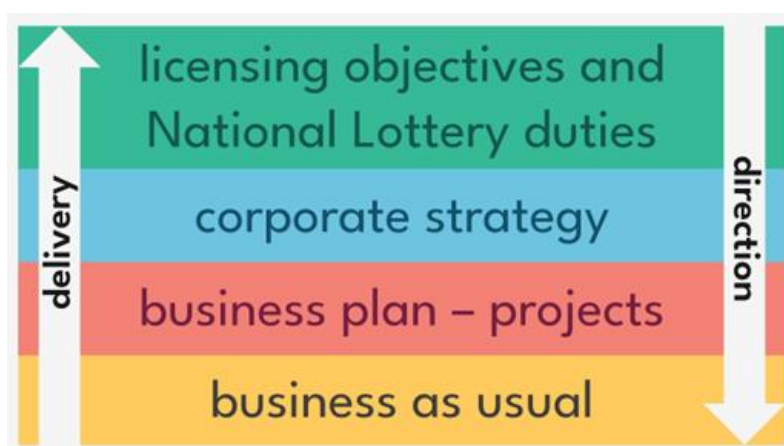 licensing objectives and
National Lottery duties
corporate strategy
business plan – projects
business as usual
delivery
direction